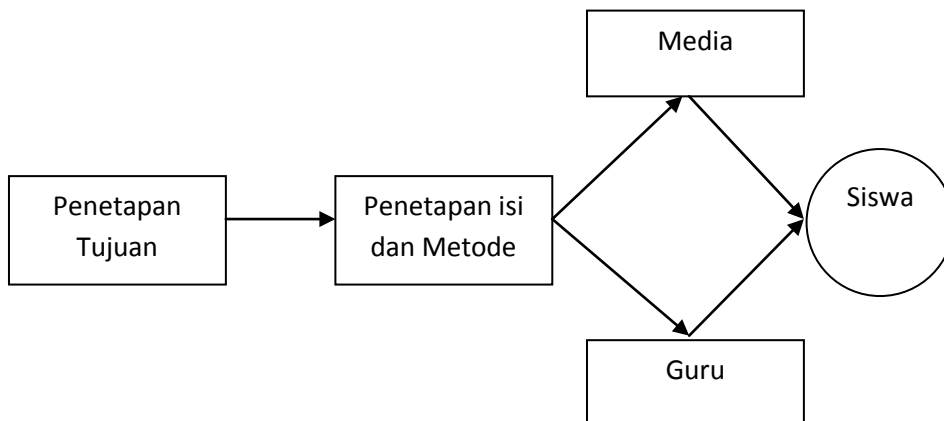 Media
Penetapan
Tujuan
Penetapan isi
dan Metode
Siswa
Guru